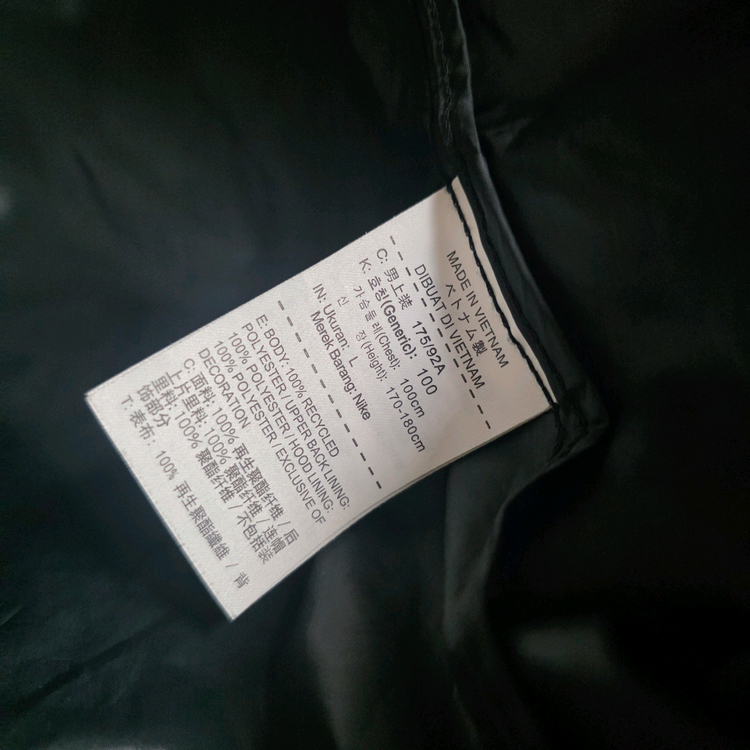 MADE IN VIETNAM
ベトナム製
DIBUAT DI VIETNAM
C: 男上装 175/92A
K: 호칭(Generic): 100
가슴둘레(Chest): 100cm
신 장(Height): 170-180cm
IN: Ukuran: L
Merek Barang: Nike
E: BODY: 100% RECYCLED
POLYESTER / UPPER BACK LINING:
100% POLYESTER / HOOD LINING:
100% POLYESTER / EXCLUSIVE OF
DECORATION
C: 面料: 100% 再生聚酯纤维 / 后
上片里料: 100% 聚酯纤维 / 连帽
里料: 100% 聚酯纤维 / 不包括装
饰部分
T: 表布: 100% 再生聚酯纖維 / 背